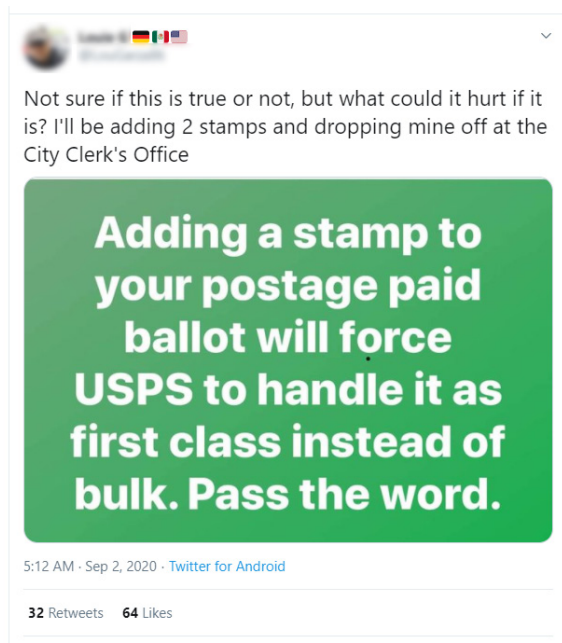 Not sure if this is true or not, but what could it hurt if it
is? I'll be adding 2 stamps and dropping mine off at the
City Clerk's Office
Adding a stamp to
your postage paid
ballot will force
USPS to handle it as
first class instead of
bulk. Pass the word.
5:12 AM · Sep 2, 2020 · Twitter for Android
32 Retweets 64 Likes